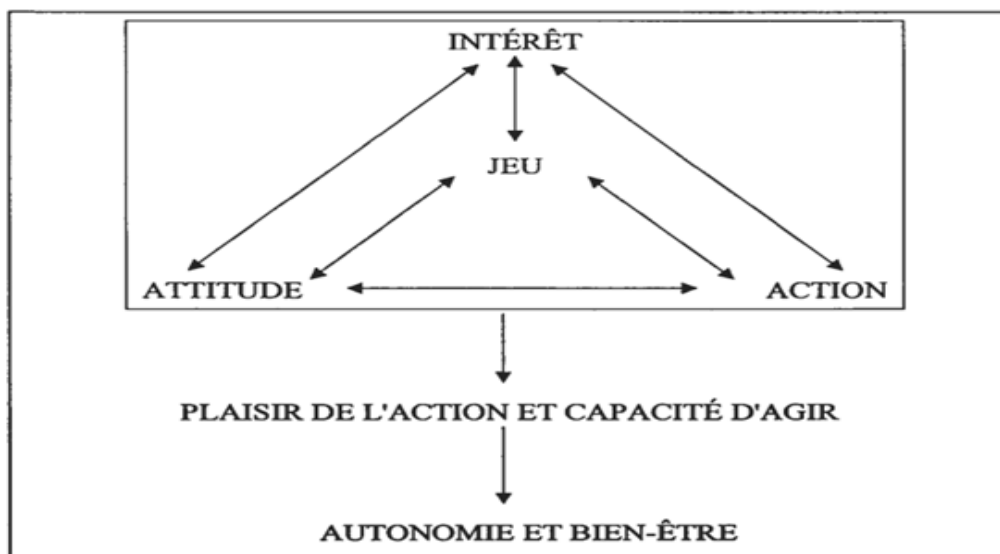 INTÉRÊT
JEU
ATTITUDE ACTION
PLAISIR DE L'ACTION ET CAPACITÉ D'AGIR
AUTONOMIE ET BIEN-ÊTRE